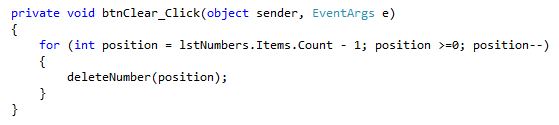 private void btnClear_Click(object sender, EventArgs e)
{
    for (int position = lstNumbers.Items.Count - 1; position >=0; position--)
    {
        deleteNumber(position);
    }
}